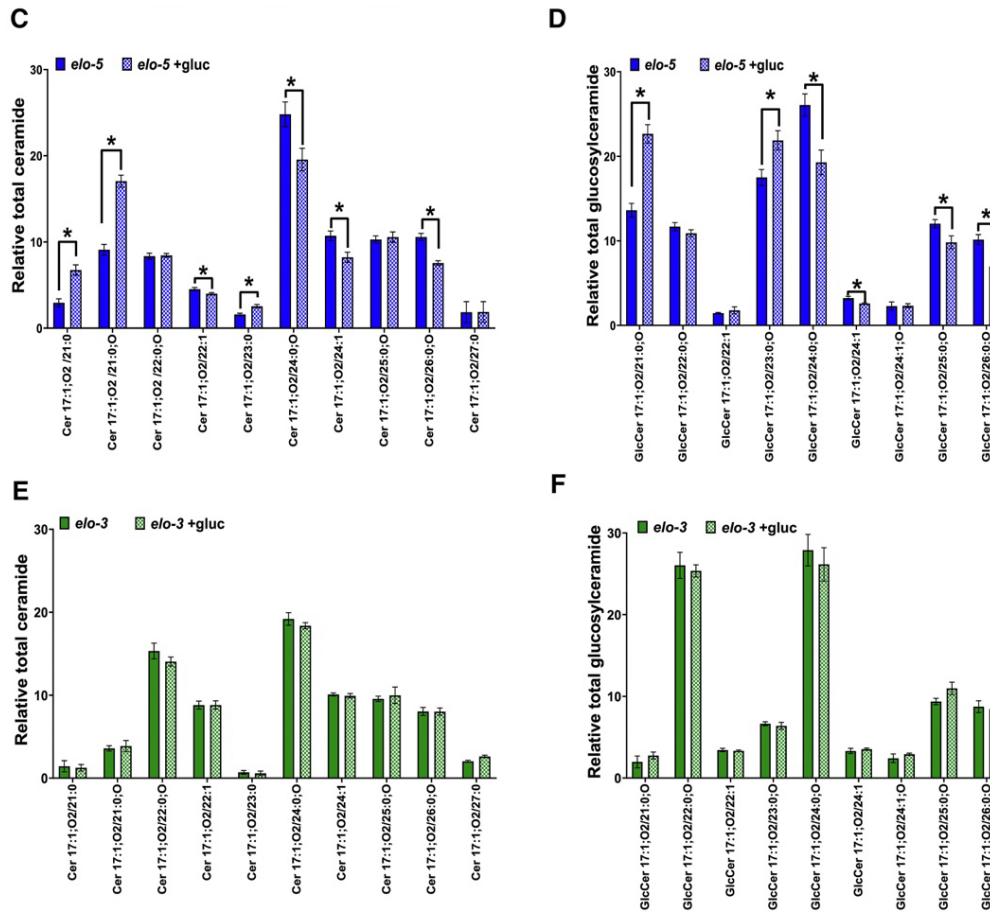 C
elo-5 elo-5 +gluc
Relative total ceramide
30
20
10
0
* * * * * * *
Cer 17:1;O2 /21:0
Cer 17:1;O2 /21:0;O
Cer 17:1;O2 /22:0;O
Cer 17:1;O2/22:1
Cer 17:1;O2/23:0
Cer 17:1;O2/24:0;O
Cer 17:1;O2/24:1
Cer 17:1;O2/25:0;O
Cer 17:1;O2/26:0;O
Cer 17:1;O2/27:0
D
elo-5 elo-5 +gluc
Relative total glucosylceramide
30
20
10
0
* * * * * *
GlcCer 17:1;O2/21:0;O
GlcCer 17:1;O2/22:0;O
GlcCer 17:1;O2/22:1
GlcCer 17:1;O2/23:0;O
GlcCer 17:1;O2/24:0;O
GlcCer 17:1;O2/24:1
GlcCer 17:1;O2/24:1;O
GlcCer 17:1;O2/25:0;O
GlcCer 17:1;O2/26:0;O
E
elo-3 elo-3 +gluc
Relative total ceramide
30
20
10
0
Cer 17:1;O2/21:0
Cer 17:1;O2/21:0;O
Cer 17:1;O2/22:0;O
Cer 17:1;O2/22:1
Cer 17:1;O2/23:0
Cer 17:1;O2/24:0;O
Cer 17:1;O2/24:1
Cer 17:1;O2/25:0;O
Cer 17:1;O2/26:0;O
Cer 17:1;O2/27:0
F
elo-3 elo-3 +gluc
Relative total glucosylceramide
30
20
10
0
GlcCer 17:1;O2/21:0;O
GlcCer 17:1;O2/22:0;O
GlcCer 17:1;O2/22:1
GlcCer 17:1;O2/23:0;O
GlcCer 17:1;O2/26:0;O
GlcCer 17:1;O2/24:1
GlcCer 17:1;O2/24:1;O
GlcCer 17:1;O2/25:0;O
GlcCer 17:1;O2/26:0;O